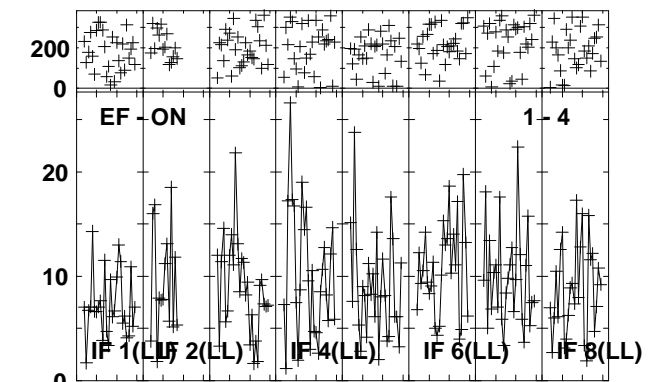 200
0
EF - ON 1 - 4
20
10
IF 1(LL) IF 2(LL) IF 4(LL) IF 6(LL) IF 8(LL)
0